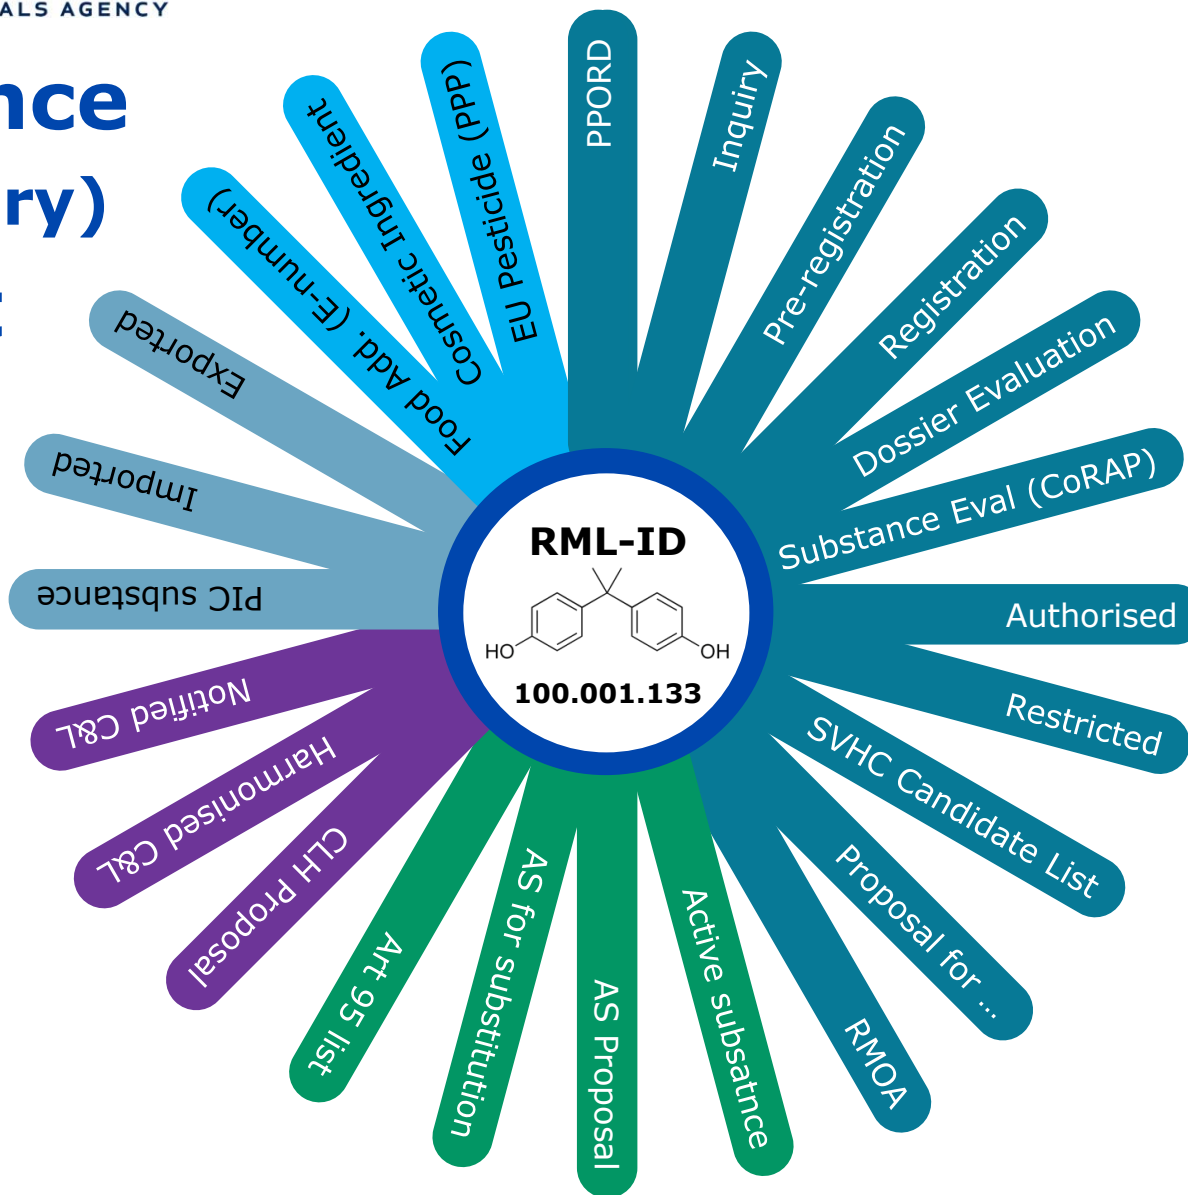 ALS AGENCY
nce
ry)
t
PPORD
Inquiry
Pre-registration
Registration
Dossier Evaluation
Substance Eval (CoRAP)
Authorised
Restricted
SVHC Candidate List
Proposal for ...
RMOA
Active subsatnce
AS Proposal
AS for substitution
Art 95 list
CLH Proposal
Harmonised C&L
Notified C&L
PIC substance
Imported
Exported
Food Add. (E-number)
Cosmetic Ingredient
EU Pesticide (PPP)
RML-ID
HO
OH
100.001.133